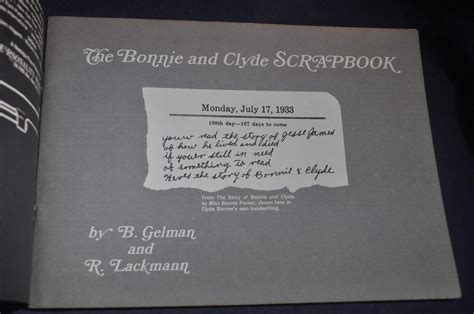 The Bonnie and Clyde SCRAPBOOK
Monday, July 17, 1933
198th day—167 days to come
youve read the story of Jesse James
of how he lived and died
if youer still in need
of something to read
Heres the story of Bonnie & Clyde
From The Story of Bonnie and Clyde,
by Miss Bonnie Parker, shown here in
Clyde Barrow's own handwriting.
by B. Gelman
and
R. Lackmann